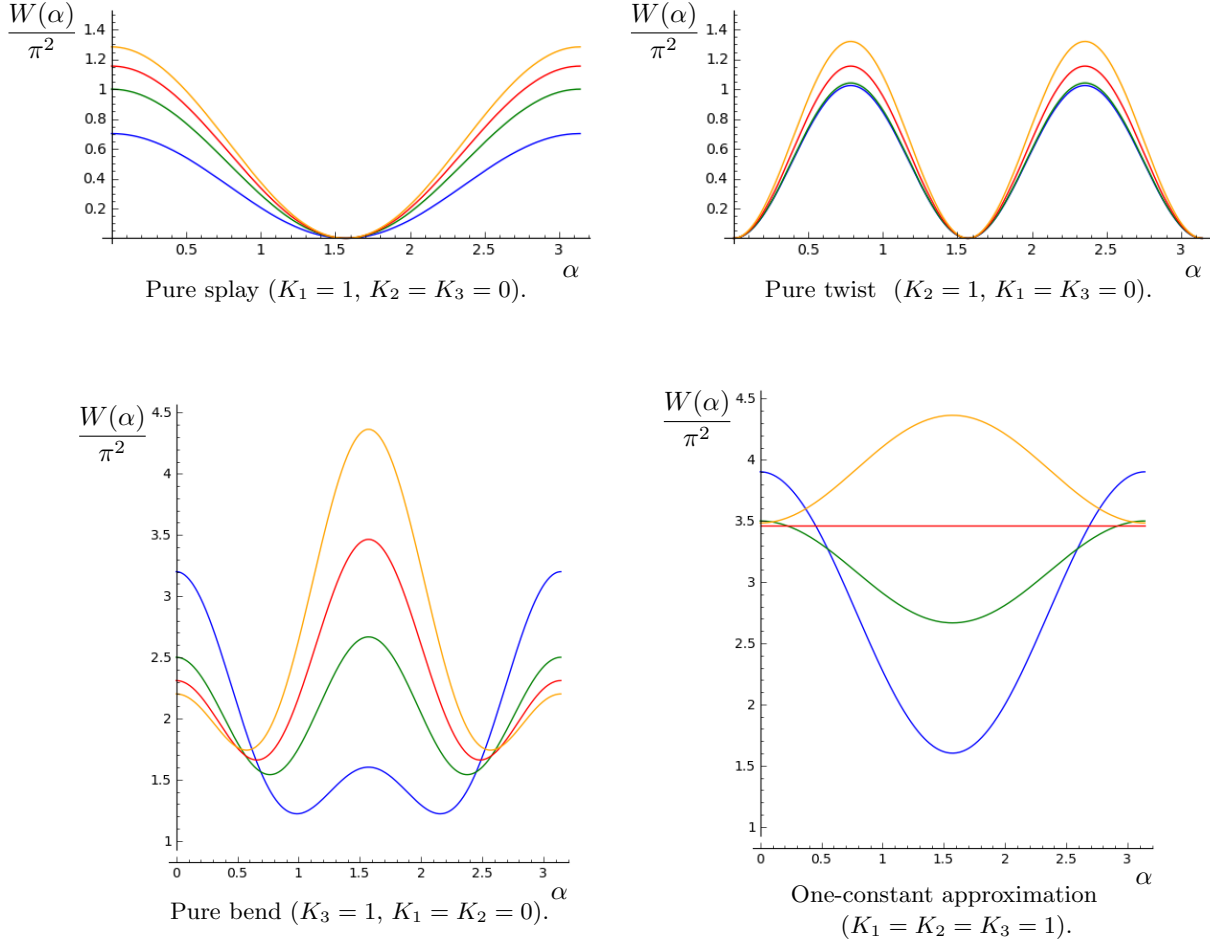 W(α)
π²
1.4
1.2
1
0.8
0.6
0.4
0.2
0.5 1 1.5 2 2.5 3
α
Pure splay (K₁ = 1, K₂ = K₃ = 0).
W(α)
π²
1.4
1.2
1
0.8
0.6
0.4
0.2
0.5 1 1.5 2 2.5 3
α
Pure twist (K₂ = 1, K₁ = K₃ = 0).
W(α)
π²
4.5
4
3.5
3
2.5
2
1.5
1
0 0.5 1 1.5 2 2.5 3
α
Pure bend (K₃ = 1, K₁ = K₂ = 0).
W(α)
π²
4.5
4
3.5
3
2.5
2
1.5
1
0 0.5 1 1.5 2 2.5 3
α
One-constant approximation
(K₁ = K₂ = K₃ = 1).